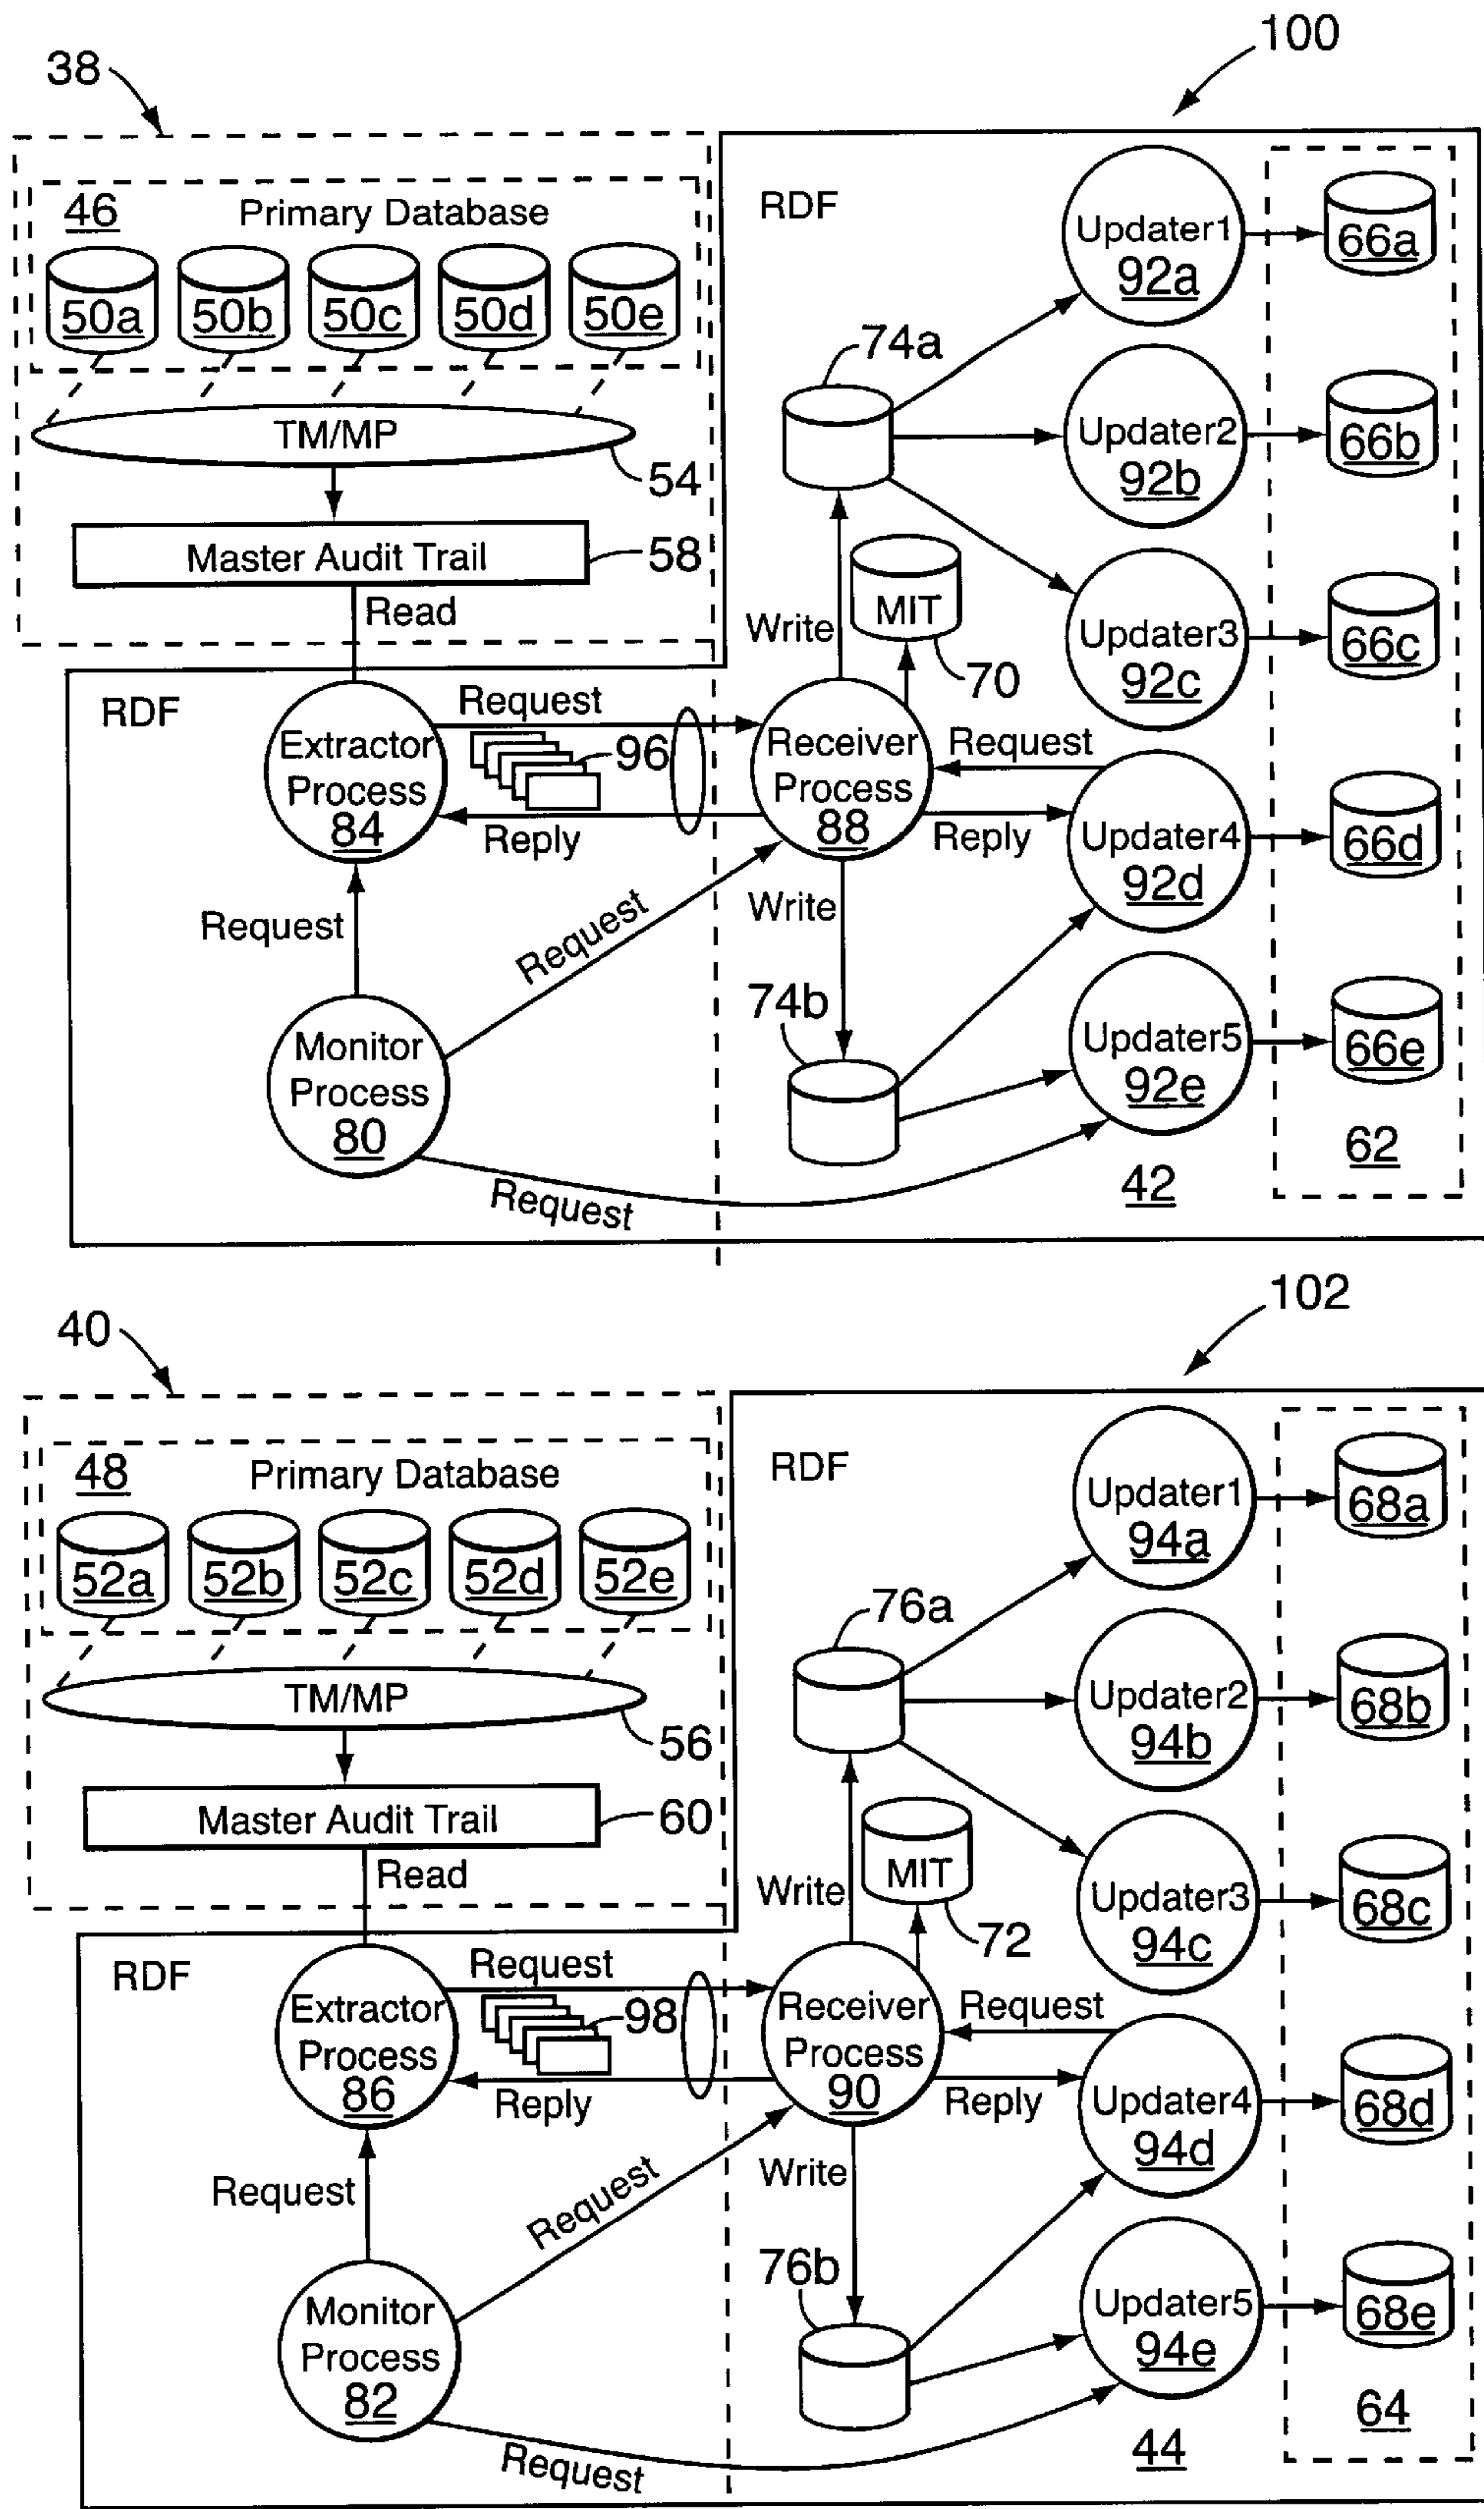 100
38
46
Primary Database
RDF
50a
50b
50c
50d
50e
Updater1
92a
66a
74a
TM/MP
54
Updater2
92b
66b
Master Audit Trail
58
MIT
Read
Write
70
Updater3
92c
66c
RDF
Request
96
Extractor
Process
84
Reply
Receiver
Process
88
Request
Reply
Updater4
92d
66d
Request
Request
Write
74b
Monitor
Process
80
Updater5
92e
66e
Request
42
62
102
40
48
Primary Database
RDF
52a
52b
52c
52d
52e
Updater1
94a
68a
76a
TM/MP
56
Updater2
94b
68b
Master Audit Trail
60
MIT
Read
Write
72
Updater3
94c
68c
RDF
Request
98
Extractor
Process
86
Reply
Receiver
Process
90
Request
Reply
Updater4
94d
68d
Request
Request
Write
76b
Monitor
Process
82
Updater5
94e
68e
Request
44
64